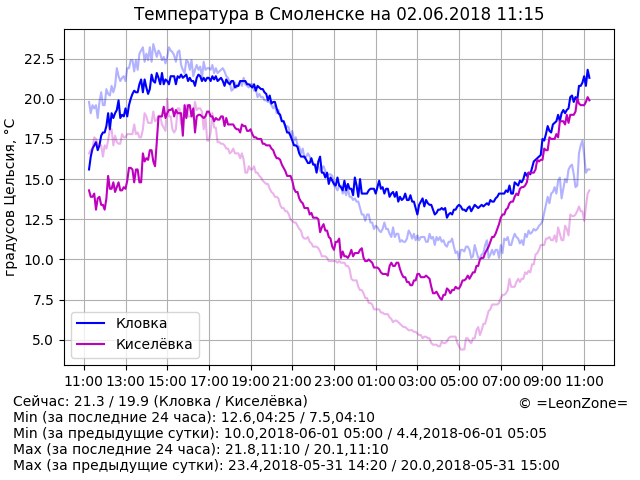 Температура в Смоленске на 02.06.2018 11:15
градусов Цельсия, °C
22.5
20.0
17.5
15.0
12.5
10.0
7.5
5.0
Кловка
Киселёвка
11:00 13:00 15:00 17:00 19:00 21:00 23:00 01:00 03:00 05:00 07:00 09:00 11:00
Сейчас: 21.3 / 19.9 (Кловка / Киселёвка)
© =LeonZone=
Min (за последние 24 часа): 12.6,04:25 / 7.5,04:10
Min (за предыдущие сутки): 10.0,2018-06-01 05:00 / 4.4,2018-06-01 05:05
Max (за последние 24 часа): 21.8,11:10 / 20.1,11:10
Max (за предыдущие сутки): 23.4,2018-05-31 14:20 / 20.0,2018-05-31 15:00